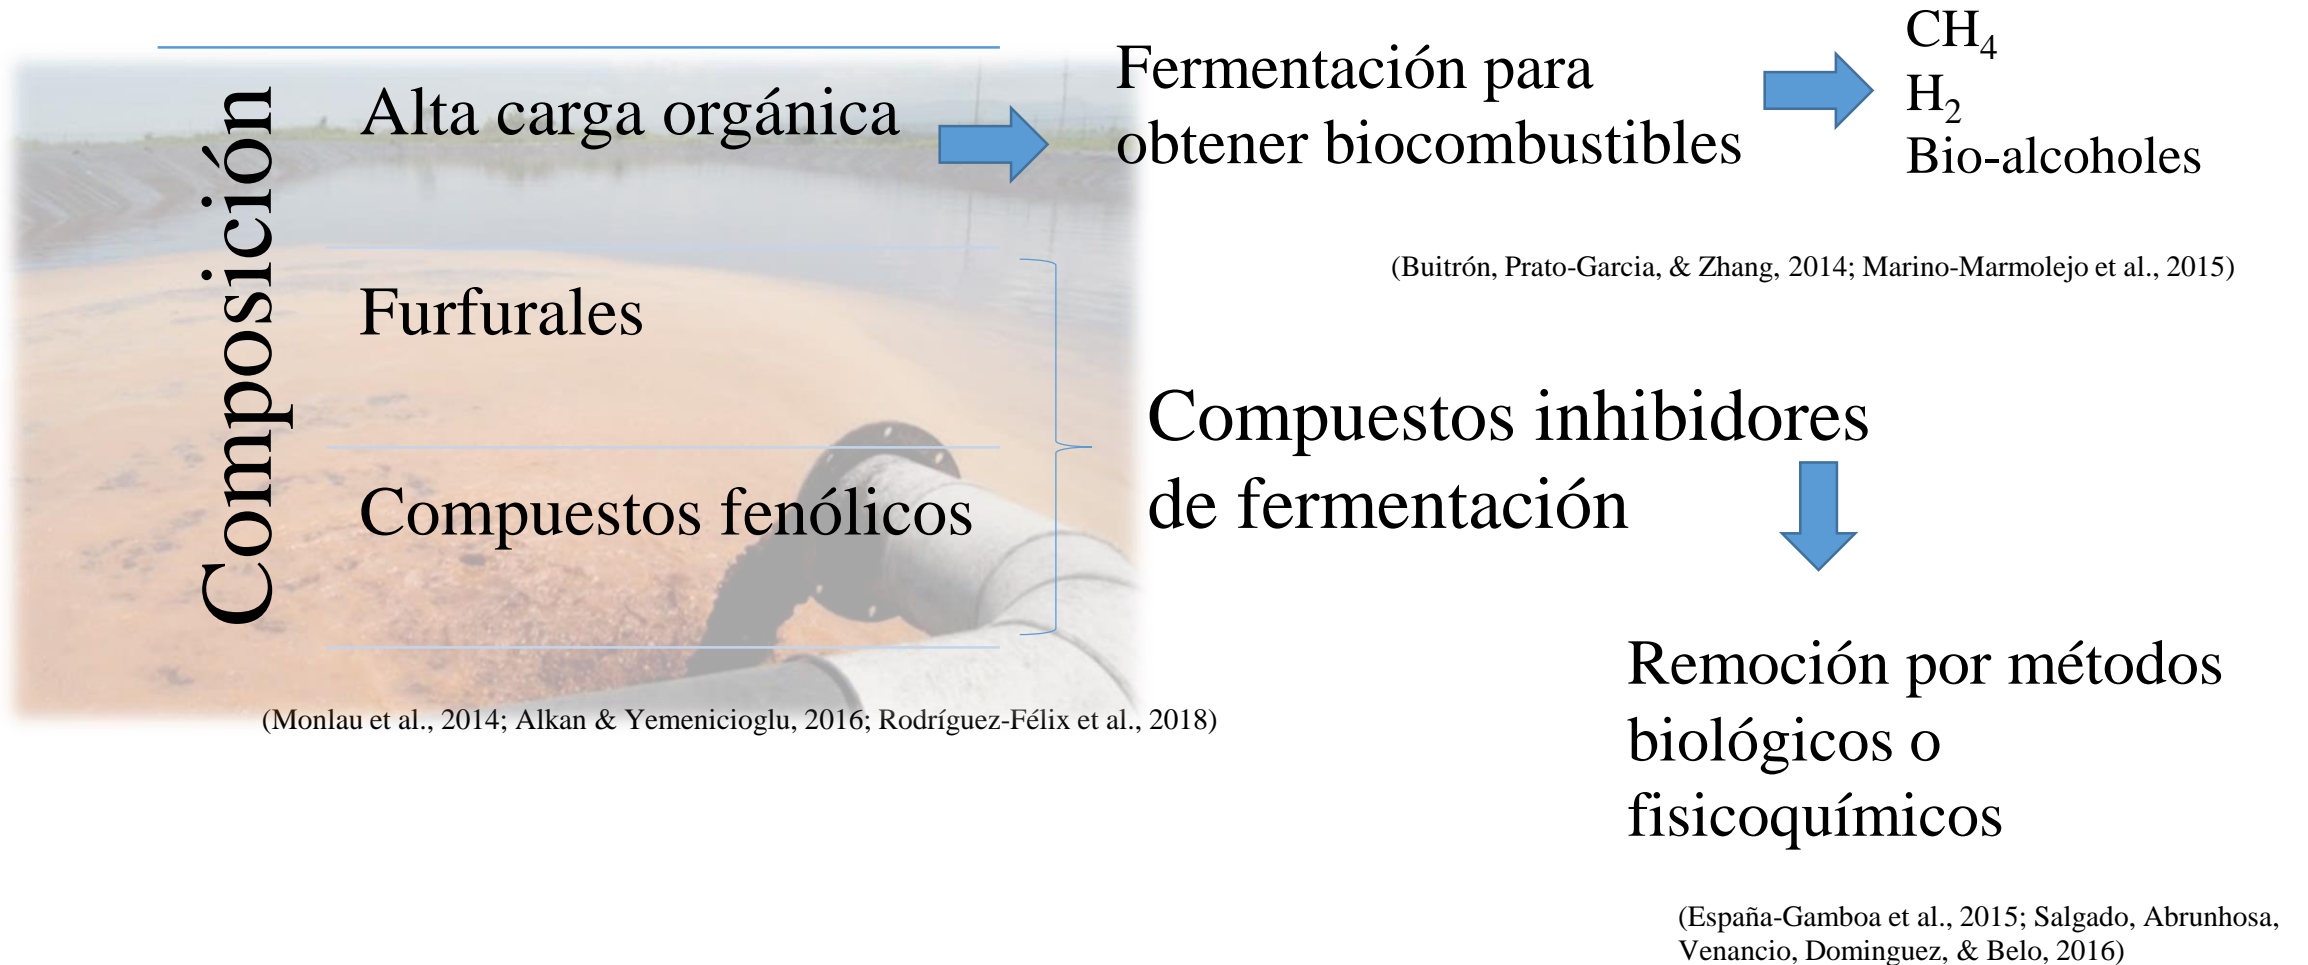 Composición
Alta carga orgánica
Fermentación para
obtener biocombustibles
CH₄
H₂
Bio-alcoholes
(Buitrón, Prato-Garcia, & Zhang, 2014; Marino-Marmolejo et al., 2015)
Furfurales
Compuestos fenólicos
Compuestos inhibidores
de fermentación
(Monlau et al., 2014; Alkan & Yemenicioglu, 2016; Rodríguez-Félix et al., 2018)
Remoción por métodos
biológicos o
fisicoquímicos
(España-Gamboa et al., 2015; Salgado, Abrunhosa,
Venancio, Dominguez, & Belo, 2016)